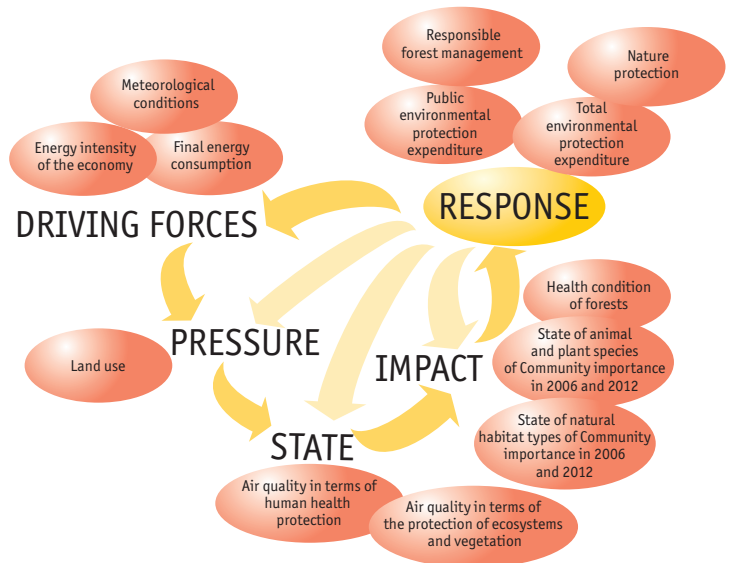 Responsible
forest management
Nature
protection
Meteorological
conditions
Public
environmental
protection
expenditure
Total
environmental
protection
expenditure
Energy intensity
of the economy
Final energy
consumption
RESPONSE
DRIVING FORCES
Health condition
of forests
PRESSURE
Land use
IMPACT
State of animal
and plant species
of Community importance
in 2006 and 2012
State of natural
habitat types of Community
importance in 2006
and 2012
STATE
Air quality in terms of
human health
protection
Air quality in terms of
the protection of ecosystems
and vegetation